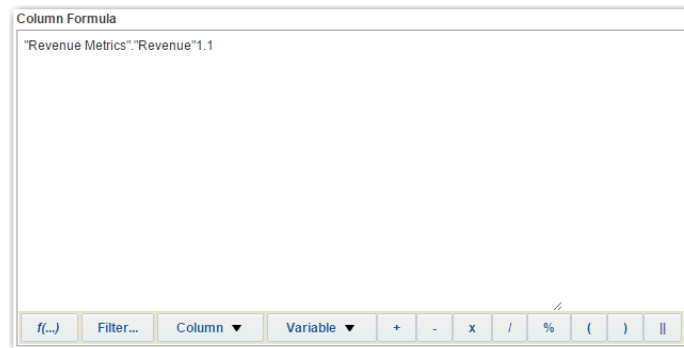 Column Formula
"Revenue Metrics"."Revenue"1.1
f(...) Filter... Column ▼ Variable ▼ + - x / % ( ) ||